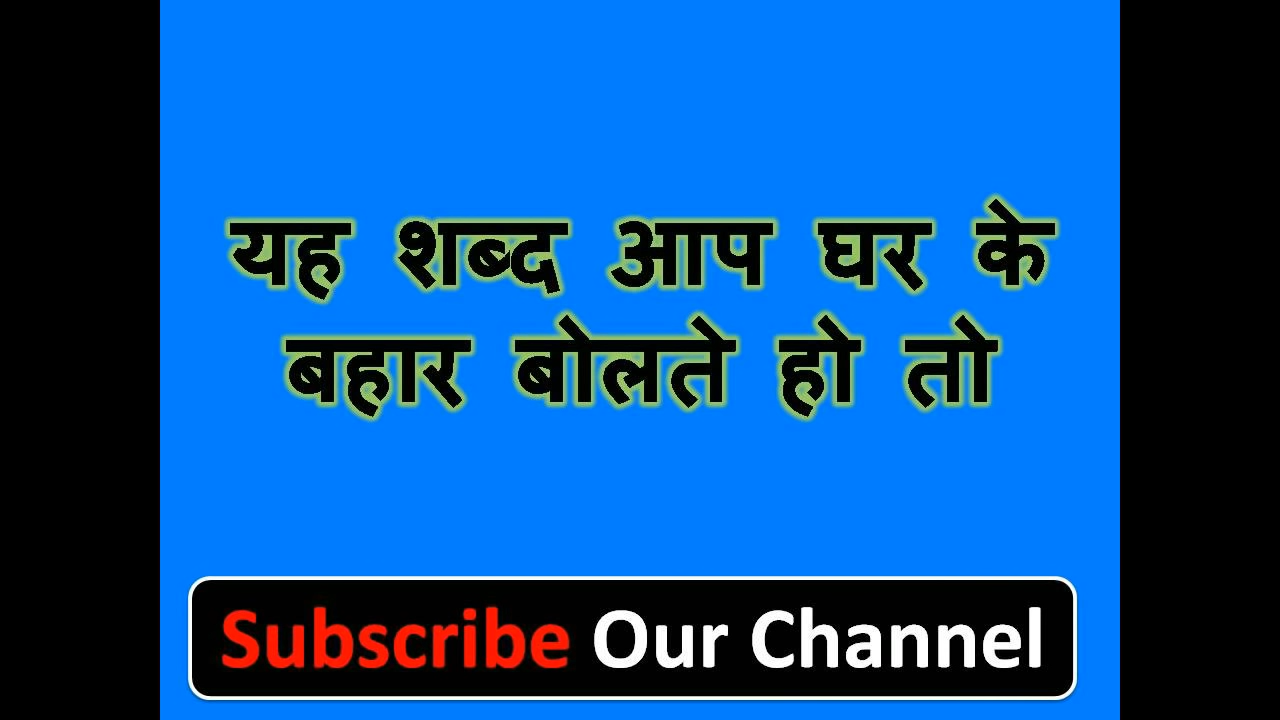 यह शब्द आप घर के
बहार बोलते हो तो
Subscribe Our Channel